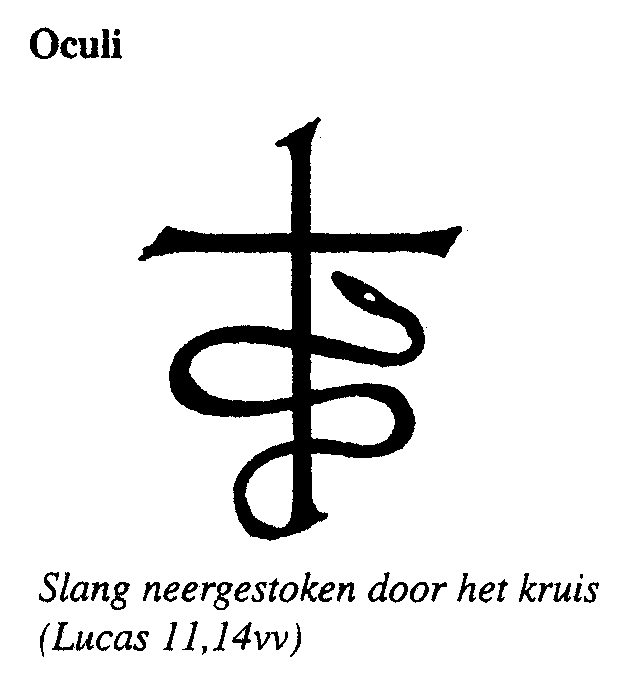 Oculi
Slang neergestoken door het kruis
(Lucas 11,14vv)